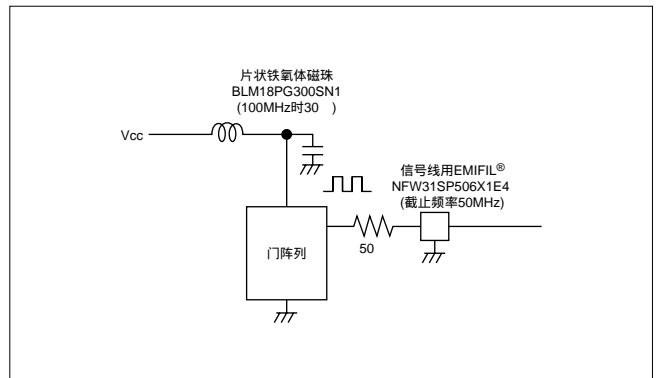 片状铁氧体磁珠
BLM18PG300SN1
(100MHz时30 )
Vcc
信号线用EMIFIL®
NFW31SP506X1E4
(截止频率50MHz)
50
门阵列